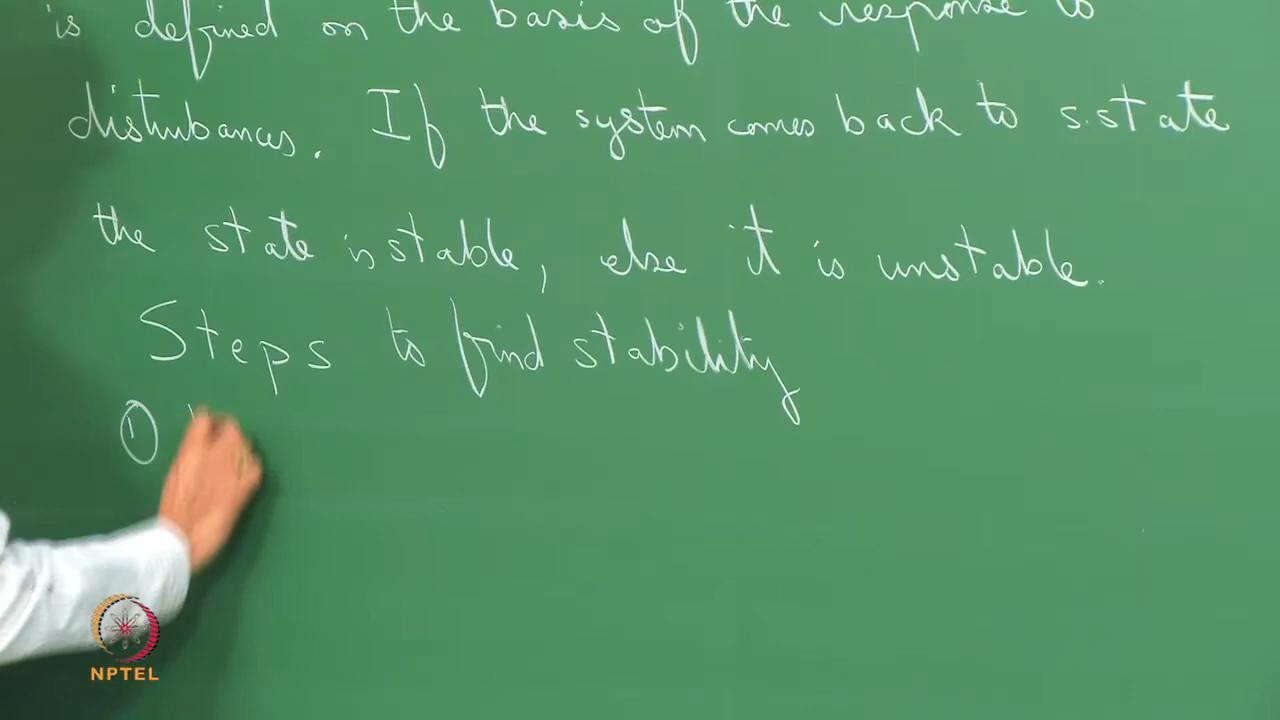 is defined on the basis of the response to
disturbances. If the system comes back to s.state
the state is stable, else it is unstable.
Steps to find stability
①
NPTEL